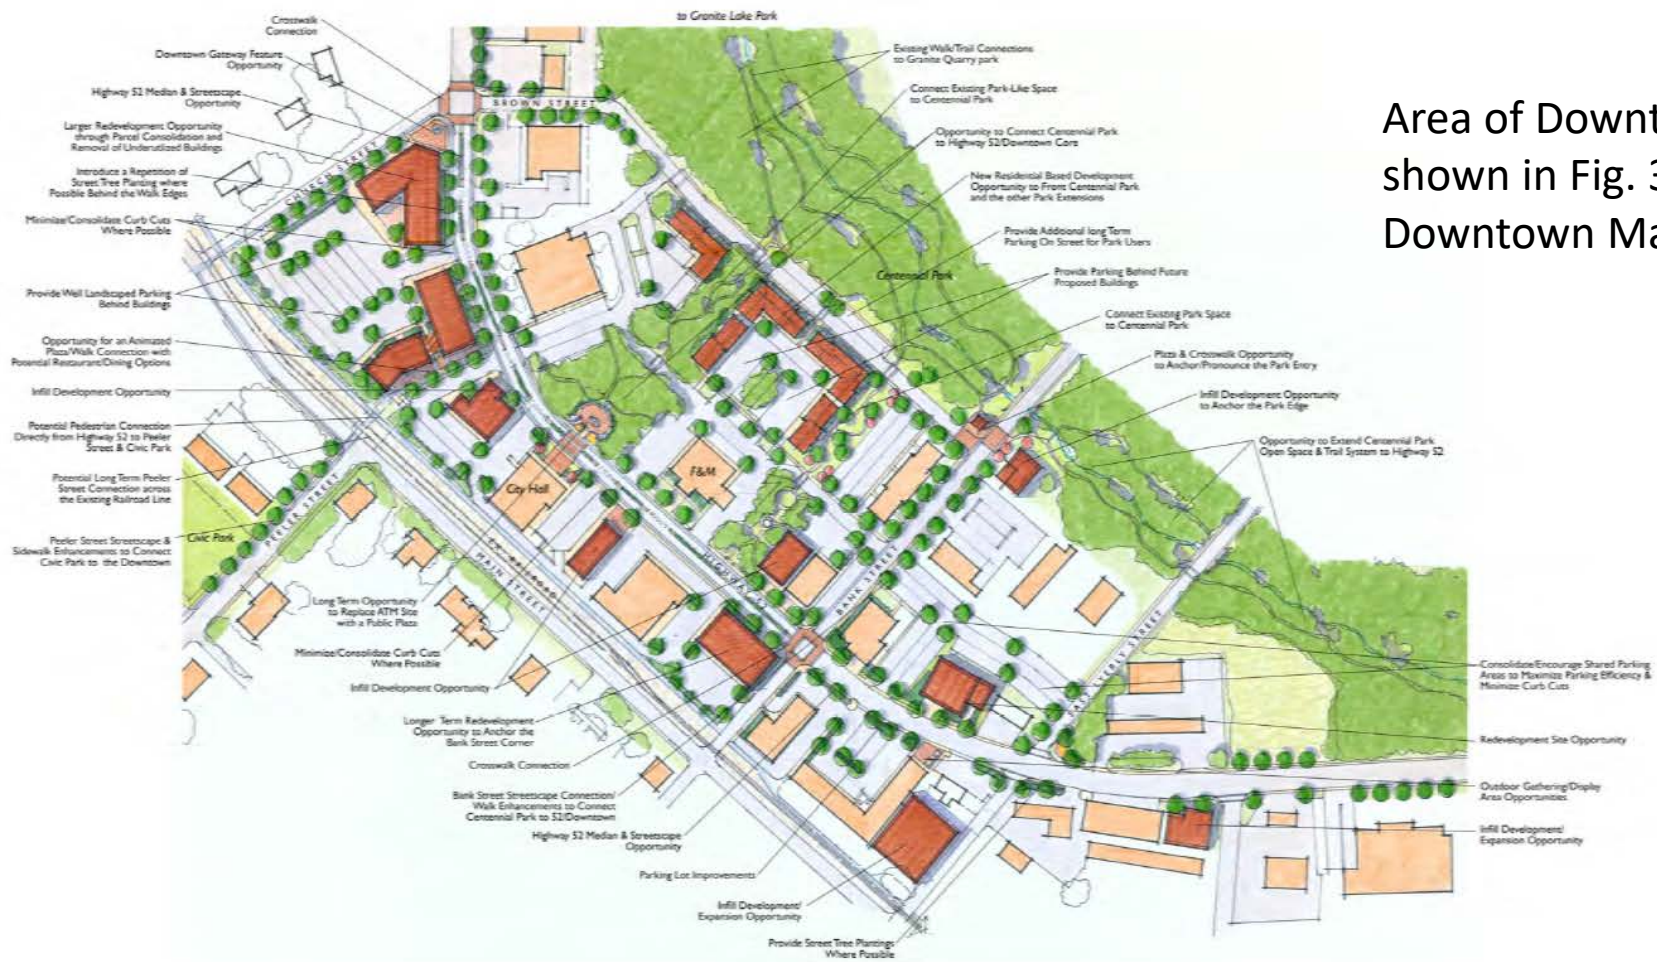 to Granite Lake Park
Crosswalk
Connection
Downtown Gateway Feature
Opportunity
Highway 52 Median & Streetscape
Opportunity
Larger Redevelopment Opportunity
through Parcel Consolidation and
Removal of Underutilized Buildings
Introduce a Repetition of
Street Tree Planting where
Possible Behind the Walk Edges
Minimize/Consolidate Curb Cuts
Where Possible
Provide Well Landscaped Parking
Behind Buildings
Opportunity for an Animated
Plaza/Walk Connection with
Potential Restaurant/Dining Options
Infill Development Opportunity
Potential Pedestrian Connection
Directly from Highway 52 to Peeler
Street & Civic Park
Potential Long Term Peeler
Street Connection across
the Existing Railroad Line
Peeler Street Streetscape &
Sidewalk Enhancements to Connect
Civic Park to the Downtown
Long Term Opportunity
to Replace ATM Site
with a Public Plaza
Minimize/Consolidate Curb Cuts
Where Possible
Infill Development Opportunity
Longer Term Redevelopment
Opportunity to Anchor the
Bank Street Corner
Crosswalk Connection
Bank Street Streetscape Connection/
Walk Enhancements to Connect
Centennial Park to 52/Downtown
Highway 52 Median & Streetscape
Opportunity
Parking Lot Improvements
Infill Development/
Expansion Opportunity
Provide Street Tree Plantings
Where Possible
Existing Walk/Trail Connections
to Granite Quarry park
Connect Existing Park-Like Space
to Centennial Park
Opportunity to Connect Centennial Park
to Highway 52/Downtown Core
New Residential Based Development
Opportunity to Front Centennial Park
and the other Park Extensions
Provide Additional long Term
Parking On Street for Park Users
Provide Parking Behind Future
Proposed Buildings
Connect Existing Park Space
to Centennial Park
Plaza & Crosswalk Opportunity
to Anchor/Pronounce the Park Entry
Infill Development Opportunity
to Anchor the Park Edge
Opportunity to Extend Centennial Park
Open Space & Trail System to Highway 52
Consolidate/Encourage Shared Parking
Areas to Maximize Parking Efficiency &
Minimize Curb Cuts
Redevelopment Site Opportunity
Outdoor Gathering/Display
Area Opportunities
Infill Development/
Expansion Opportunity
BROWN STREET
CHURCH STREET
Centennial Park
F&M
City Hall
Civic Park
PEELER STREET
MAIN STREET
BANK STREET
EASTERLY STREET
Area of Downt
shown in Fig. 3
Downtown Ma